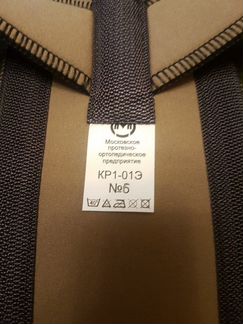 Московское
протезно-
ортопедическое
предприятие
КР1-01Э
№6